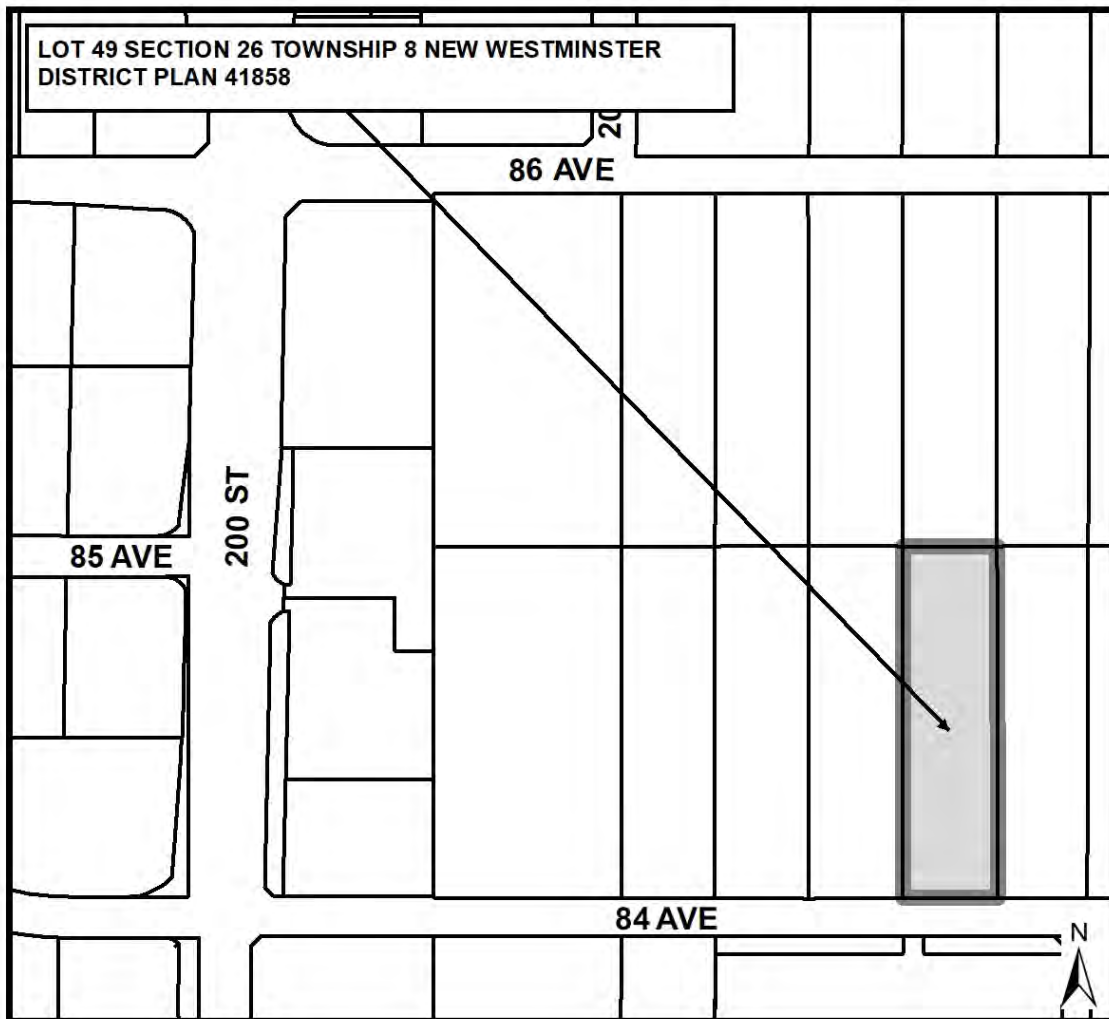 LOT 49 SECTION 26 TOWNSHIP 8 NEW WESTMINSTER
DISTRICT PLAN 41858
86 AVE
200 ST
85 AVE
84 AVE
N